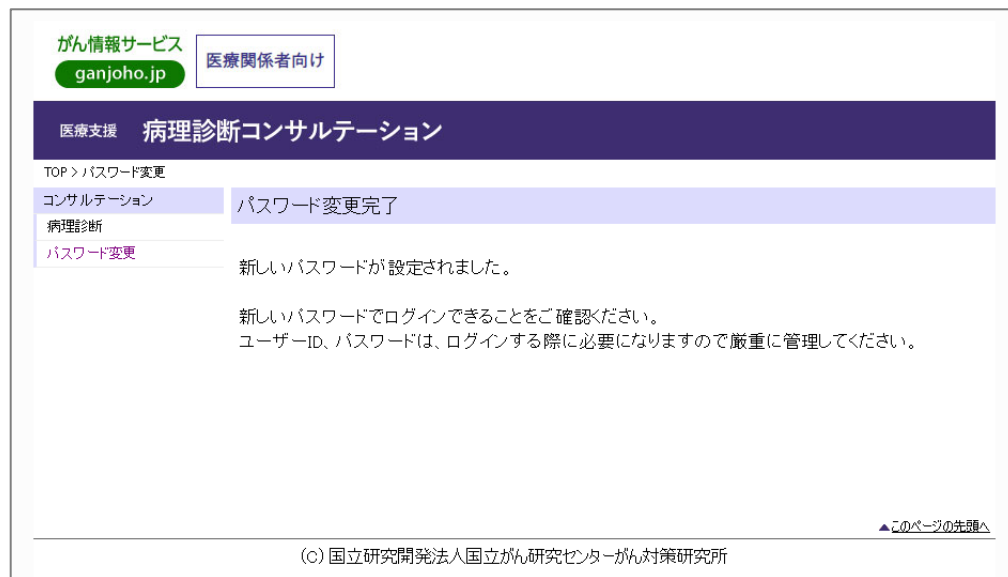 がん情報サービス
ganjoho.jp
医療関係者向け
医療支援 病理診断コンサルテーション
TOP > パスワード変更
コンサルテーション
病理診断
パスワード変更
パスワード変更完了
新しいパスワードが設定されました。
新しいパスワードでログインできることをご確認ください。
ユーザーID、パスワードは、ログインする際に必要になりますので厳重に管理してください。
▲このページの先頭へ
(C) 国立研究開発法人国立がん研究センターがん対策研究所